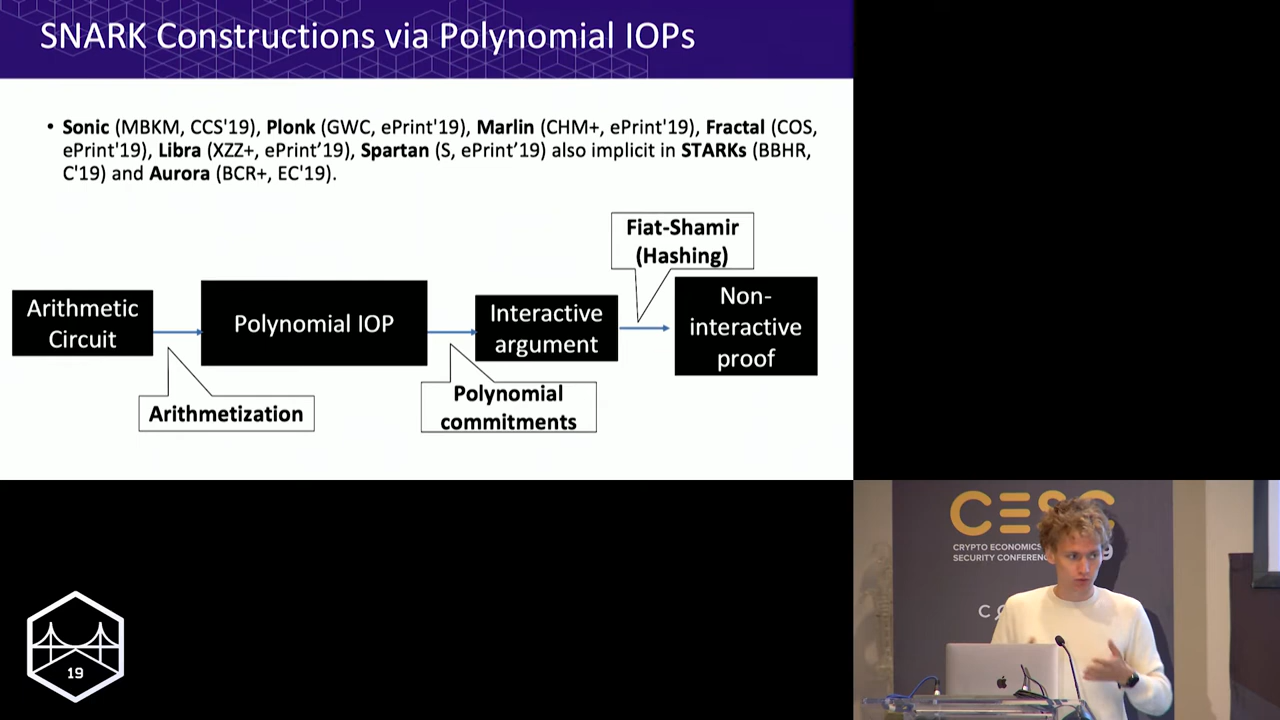 SNARK Constructions via Polynomial IOPs
• Sonic (MBKM, CCS'19), Plonk (GWC, ePrint'19), Marlin (CHM+, ePrint'19), Fractal (COS,
ePrint'19), Libra (XZZ+, ePrint’19), Spartan (S, ePrint’19) also implicit in STARKs (BBHR,
C'19) and Aurora (BCR+, EC'19).
Fiat-Shamir
(Hashing)
Arithmetic
Circuit
Polynomial IOP
Interactive
argument
Non-
interactive
proof
Arithmetization
Polynomial
commitments
CESC
CRYPTO ECONOMICS
SECURITY CONFERENC
19